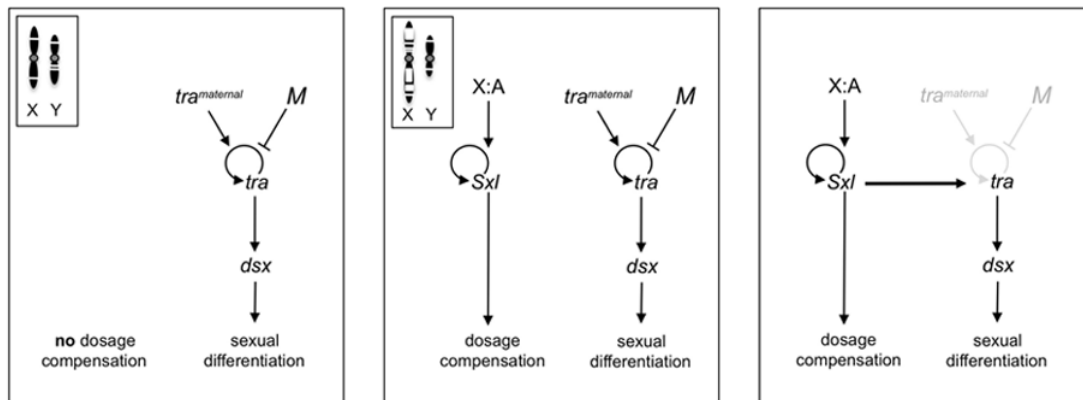 X Y
tra^maternal M
tra
dsx
no dosage compensation
sexual differentiation
X Y
X:A
tra^maternal M
Sxl
tra
dsx
dosage compensation
sexual differentiation
X:A
tra^maternal M
Sxl
tra
dsx
dosage compensation
sexual differentiation